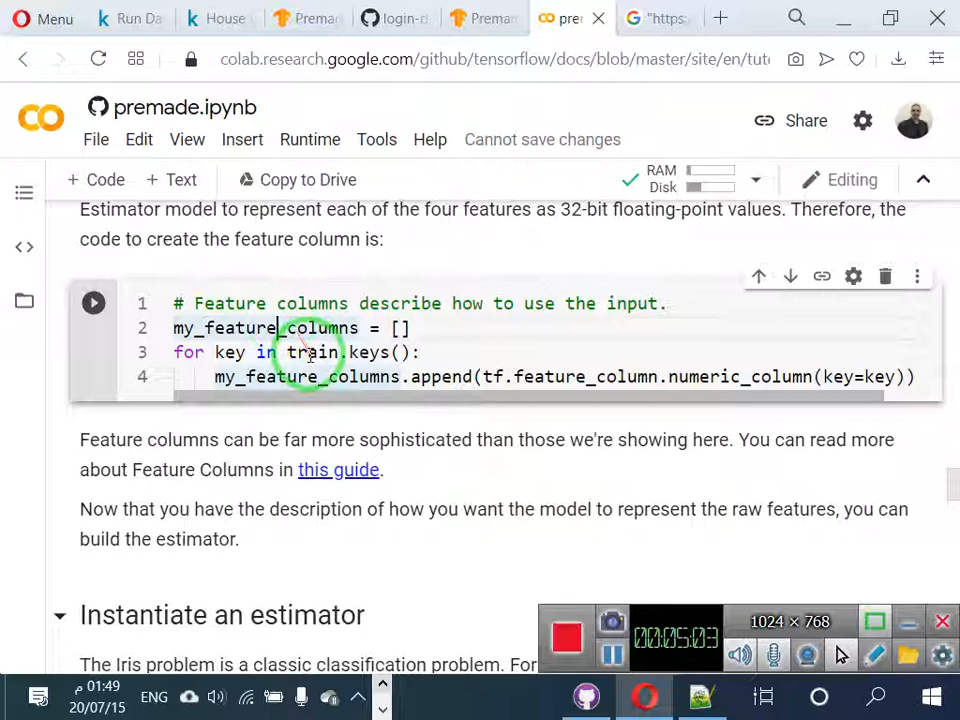 Menu
Run Da
House
Prema
login-d
Prema
pre
"https:
colab.research.google.com/github/tensorflow/docs/blob/master/site/en/tuto
premade.ipynb
Share
File Edit View Insert Runtime Tools Help Cannot save changes
+ Code + Text Copy to Drive
RAM
Disk
Editing
Estimator model to represent each of the four features as 32-bit floating-point values. Therefore, the
code to create the feature column is:
1 # Feature columns describe how to use the input.
2 my_feature_columns = []
3 for key in train.keys():
4 my_feature_columns.append(tf.feature_column.numeric_column(key=key))
Feature columns can be far more sophisticated than those we're showing here. You can read more
about Feature Columns in this guide.
Now that you have the description of how you want the model to represent the raw features, you can
build the estimator.
Instantiate an estimator
The Iris problem is a classic classification problem. For
00:05:03
1024 × 768
01:49 م
20/07/15
ENG